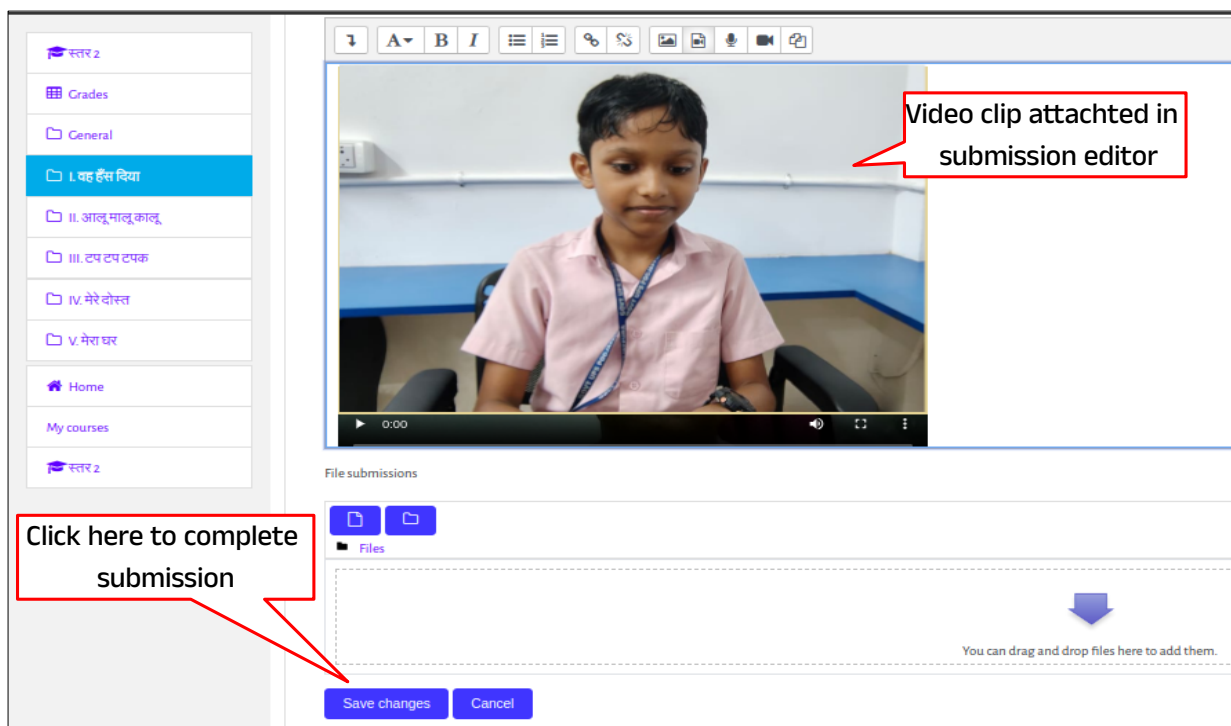 स्तर 2
Grades
General
I. वह हँस दिया
II. आलू मालू कालू
III. टप टप टपक
IV. मेरे दोस्त
V. मेरा घर
Home
My courses
स्तर 2
A B I
Video clip attachted in
submission editor
0:00
File submissions
Click here to complete
submission
Files
You can drag and drop files here to add them.
Save changes Cancel